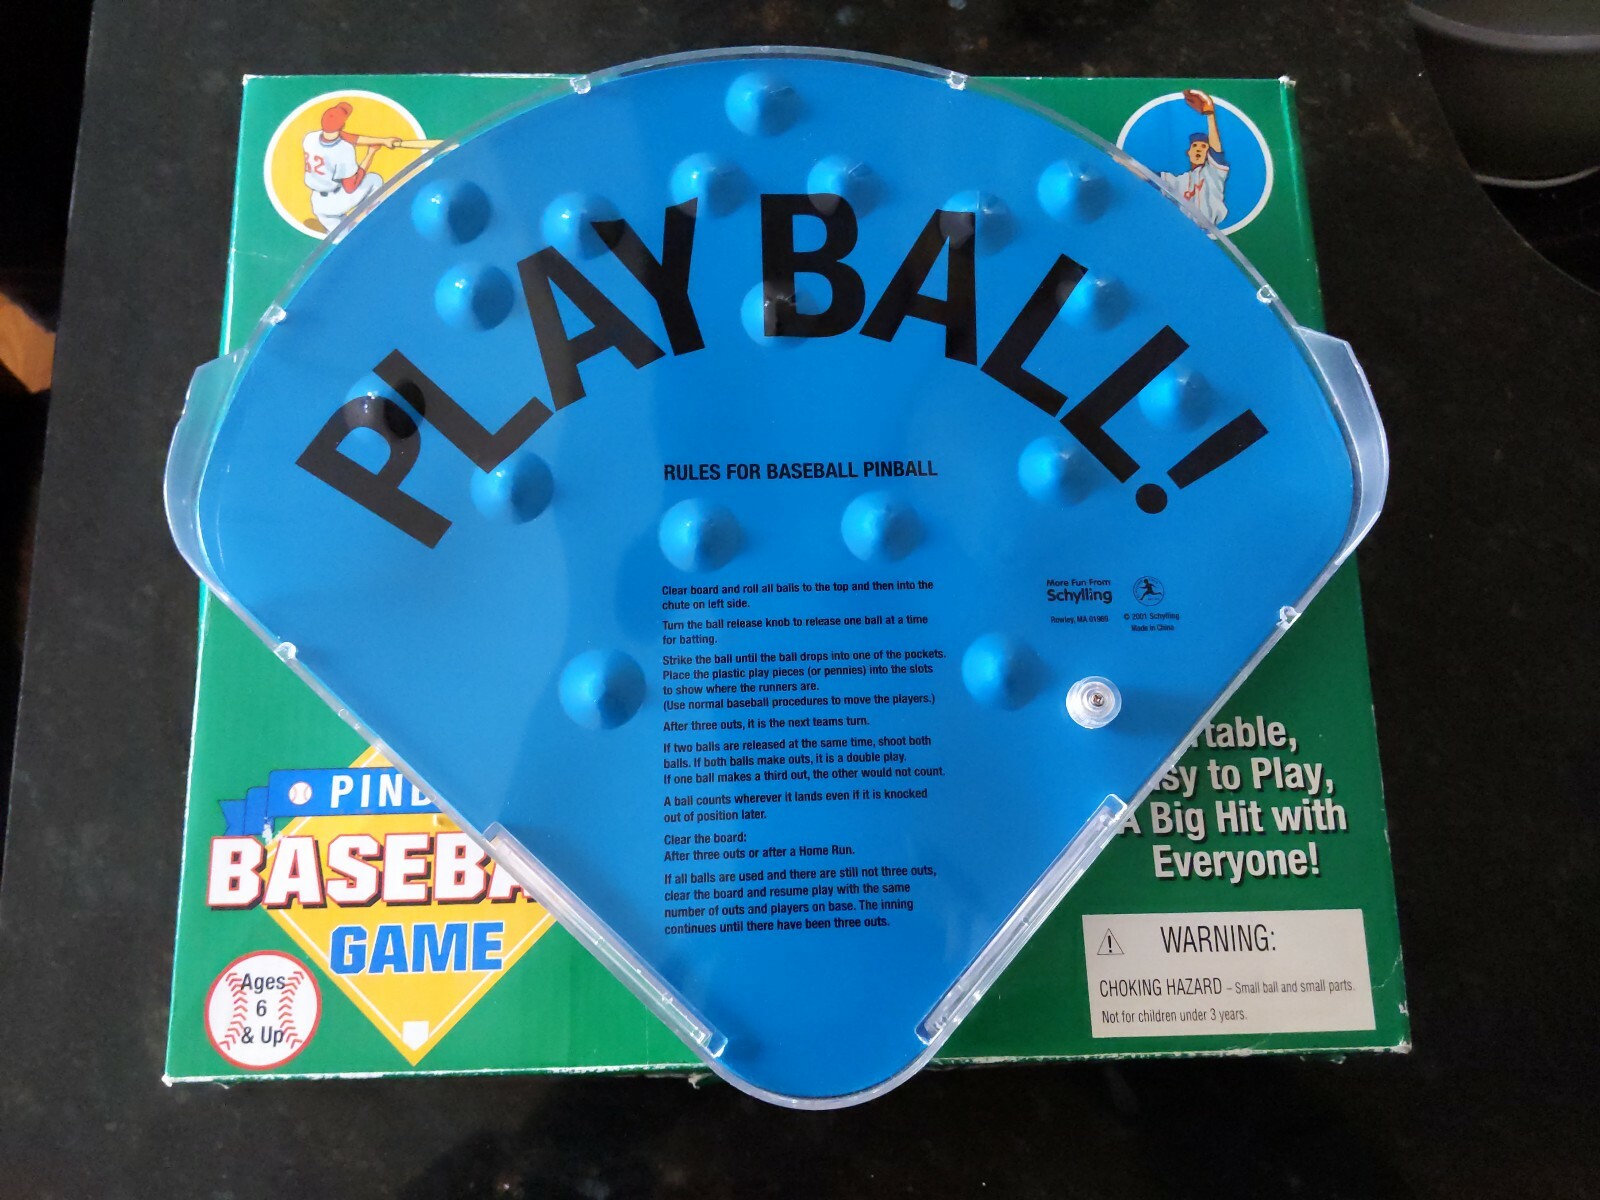 32
PLAY BALL!
RULES FOR BASEBALL PINBALL
Clear board and roll all balls to the top and then into the
chute on left side.
Turn the ball release knob to release one ball at a time
for batting.
Strike the ball until the ball drops into one of the pockets.
Place the plastic play pieces (or pennies) into the slots
to show where the runners are.
(Use normal baseball procedures to move the players.)
After three outs, it is the next teams turn.
If two balls are released at the same time, shoot both
balls. If both balls make outs, it is a double play.
If one ball makes a third out, the other would not count.
A ball counts wherever it lands even if it is knocked
out of position later.
Clear the board:
After three outs or after a Home Run.
If all balls are used and there are still not three outs,
clear the board and resume play with the same
number of outs and players on base. The inning
continues until there have been three outs.
More Fun From
Schylling
Rowley, MA 01969
© 2001 Schylling
Made in China
PINB
BASEBA
GAME
Ages
6
& Up
rtable,
sy to Play,
A Big Hit with
Everyone!
WARNING:
CHOKING HAZARD – Small ball and small parts.
Not for children under 3 years.